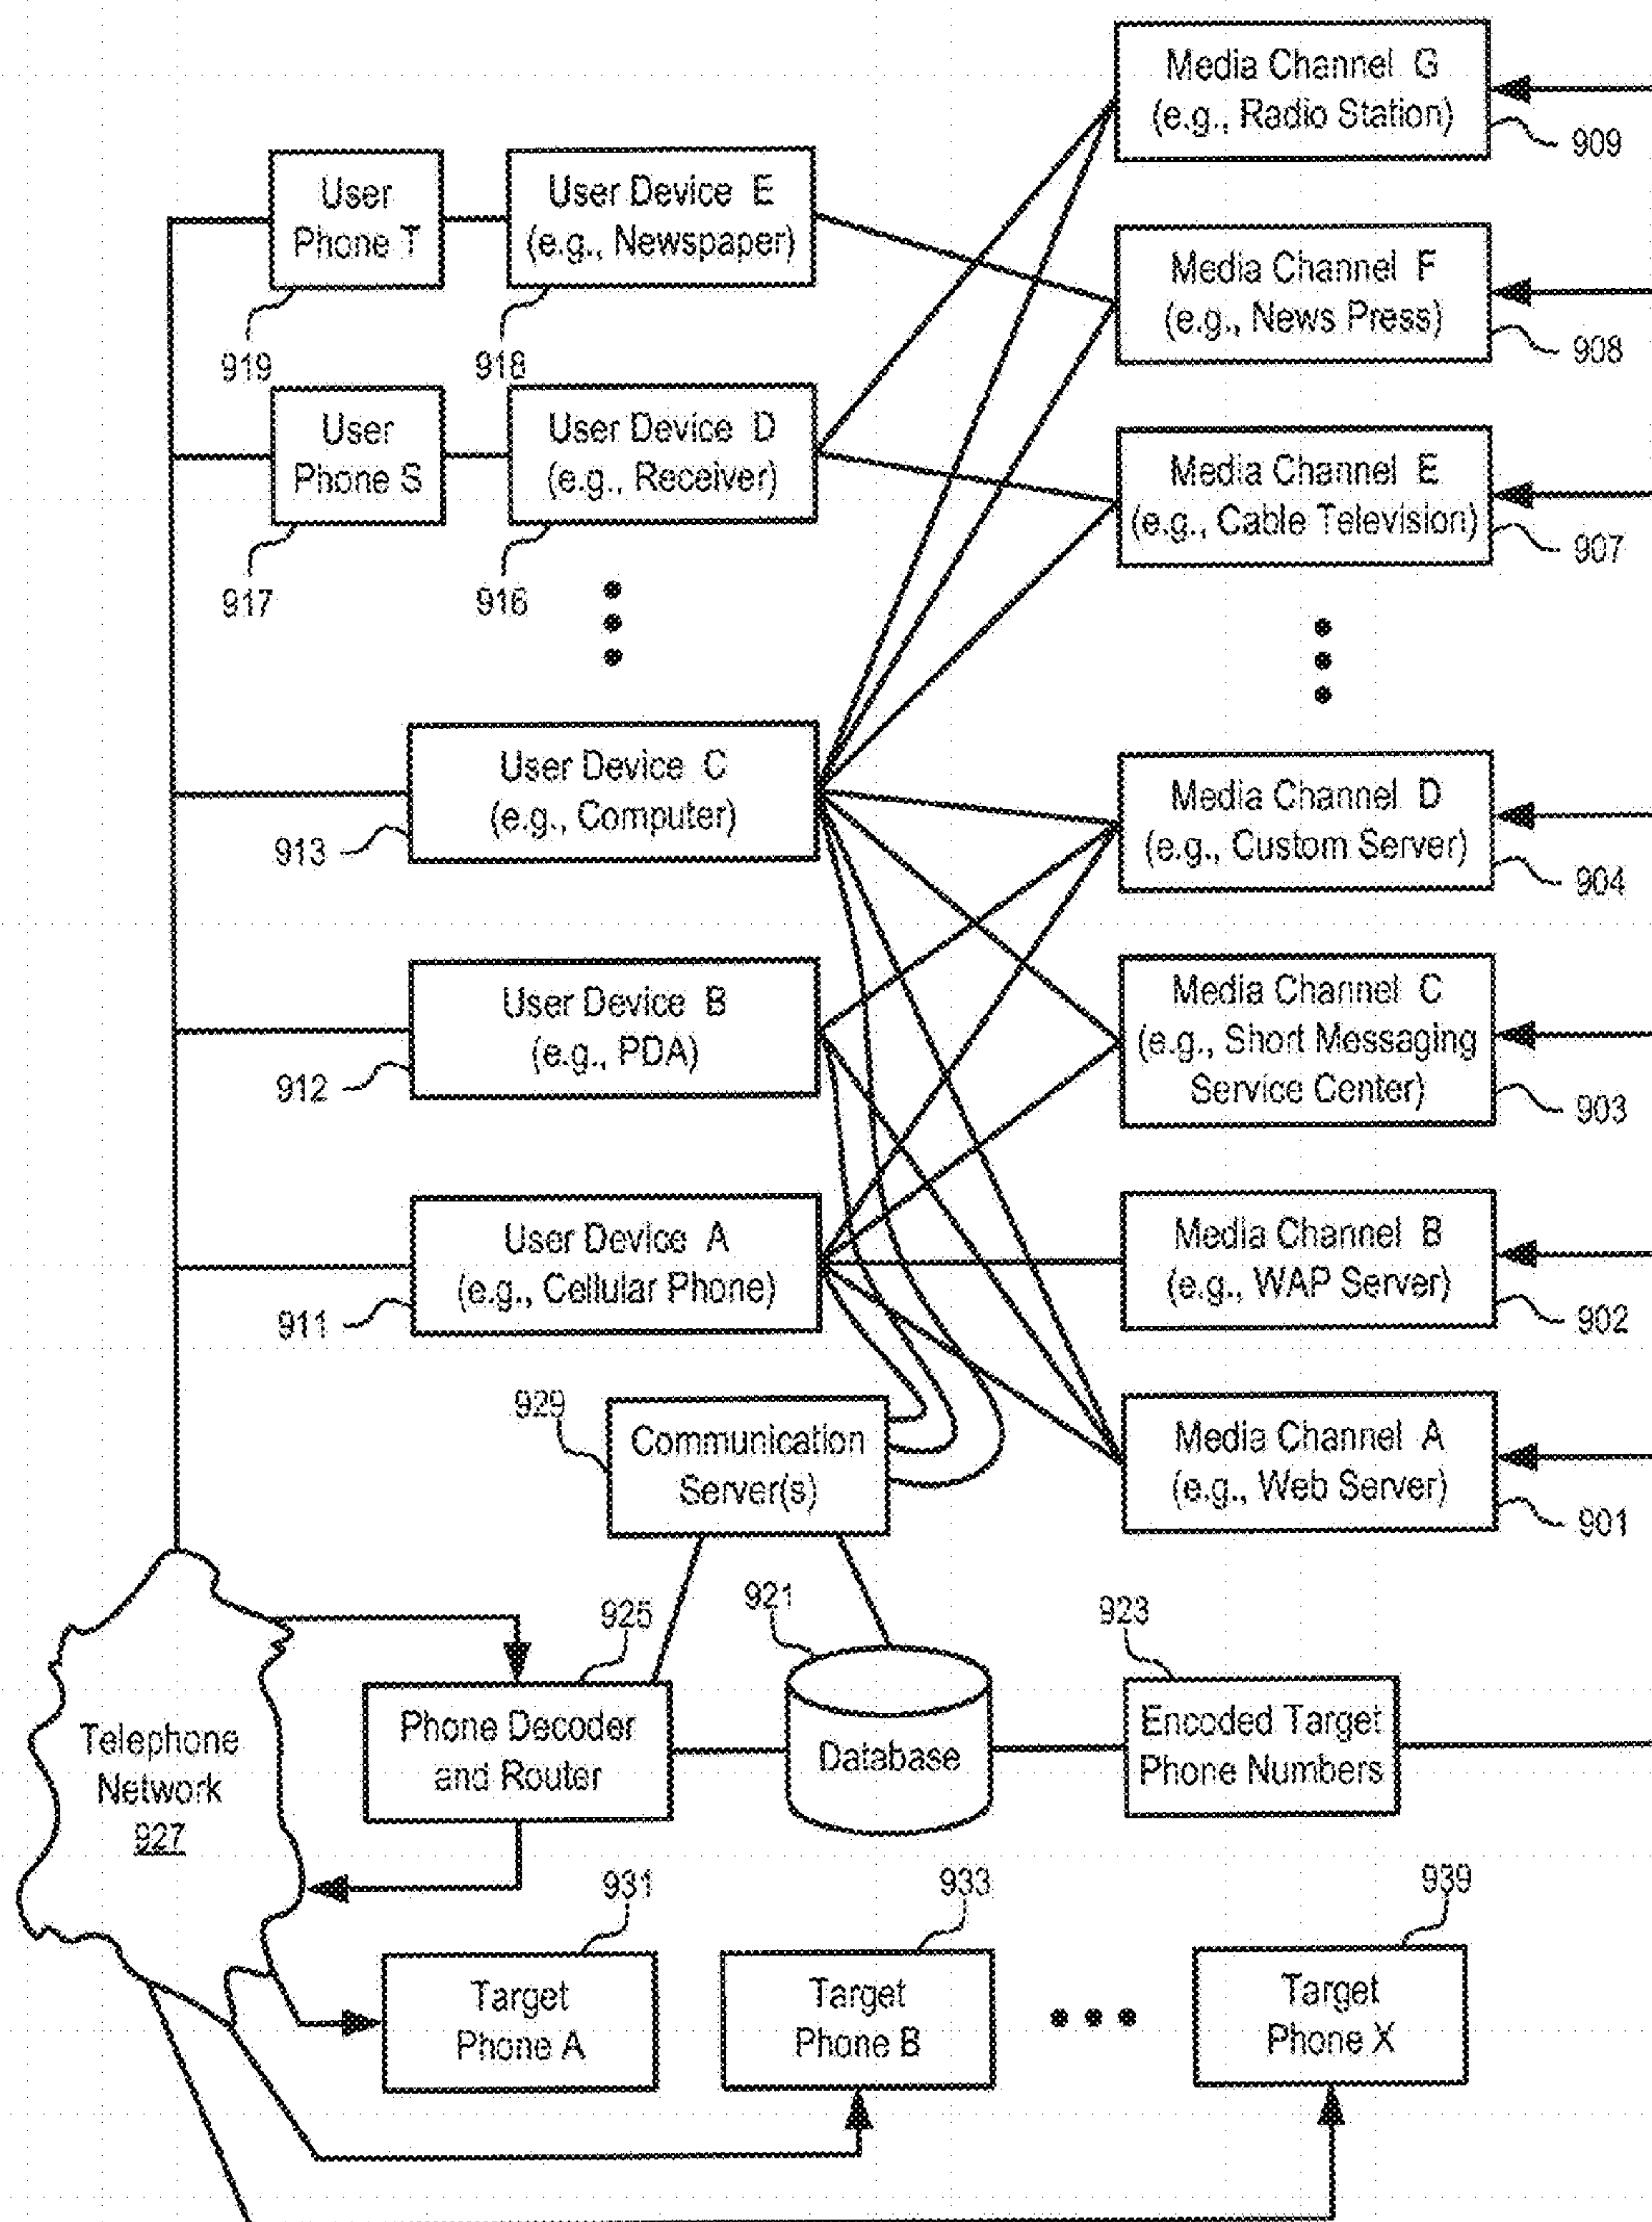 Media Channel G
(e.g., Radio Station)
909
User
Phone T
919
User Device E
(e.g., Newspaper)
918
Media Channel F
(e.g., News Press)
908
User
Phone S
917
User Device D
(e.g., Receiver)
916
Media Channel E
(e.g., Cable Television)
907
User Device C
(e.g., Computer)
913
Media Channel D
(e.g., Custom Server)
904
User Device B
(e.g., PDA)
912
Media Channel C
(e.g., Short Messaging
Service Center)
903
User Device A
(e.g., Cellular Phone)
911
Media Channel B
(e.g., WAP Server)
902
929
Communication
Server(s)
Media Channel A
(e.g., Web Server)
901
925
921
923
Telephone
Network
927
Phone Decoder
and Router
Database
Encoded Target
Phone Numbers
931
933
939
Target
Phone A
Target
Phone B
Target
Phone X